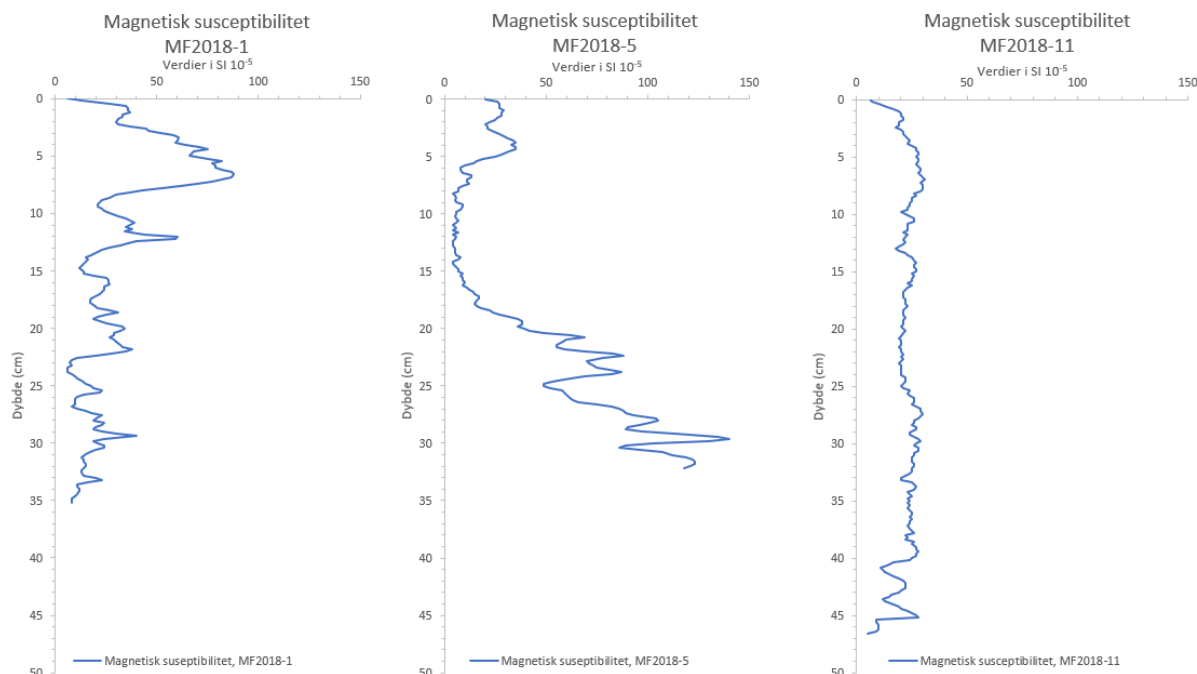 Magnetisk susceptibilitet
MF2018-1
Verdier i SI 10⁻⁵
0 50 100 150
0
5
10
15
20
25
30
35
40
45
50
Dybde (cm)
Magnetisk suseptibilitet, MF2018-1
Magnetisk susceptibilitet
MF2018-5
Verdier i SI 10⁻⁵
0 50 100 150
0
5
10
15
20
25
30
35
40
45
50
Dybde (cm)
Magnetisk suseptibilitet, MF2018-5
Magnetisk susceptibilitet
MF2018-11
Verdier i SI 10⁻⁵
0 50 100 150
0
5
10
15
20
25
30
35
40
45
50
Dybde (cm)
Magnetisk suseptibilitet, MF2018-11